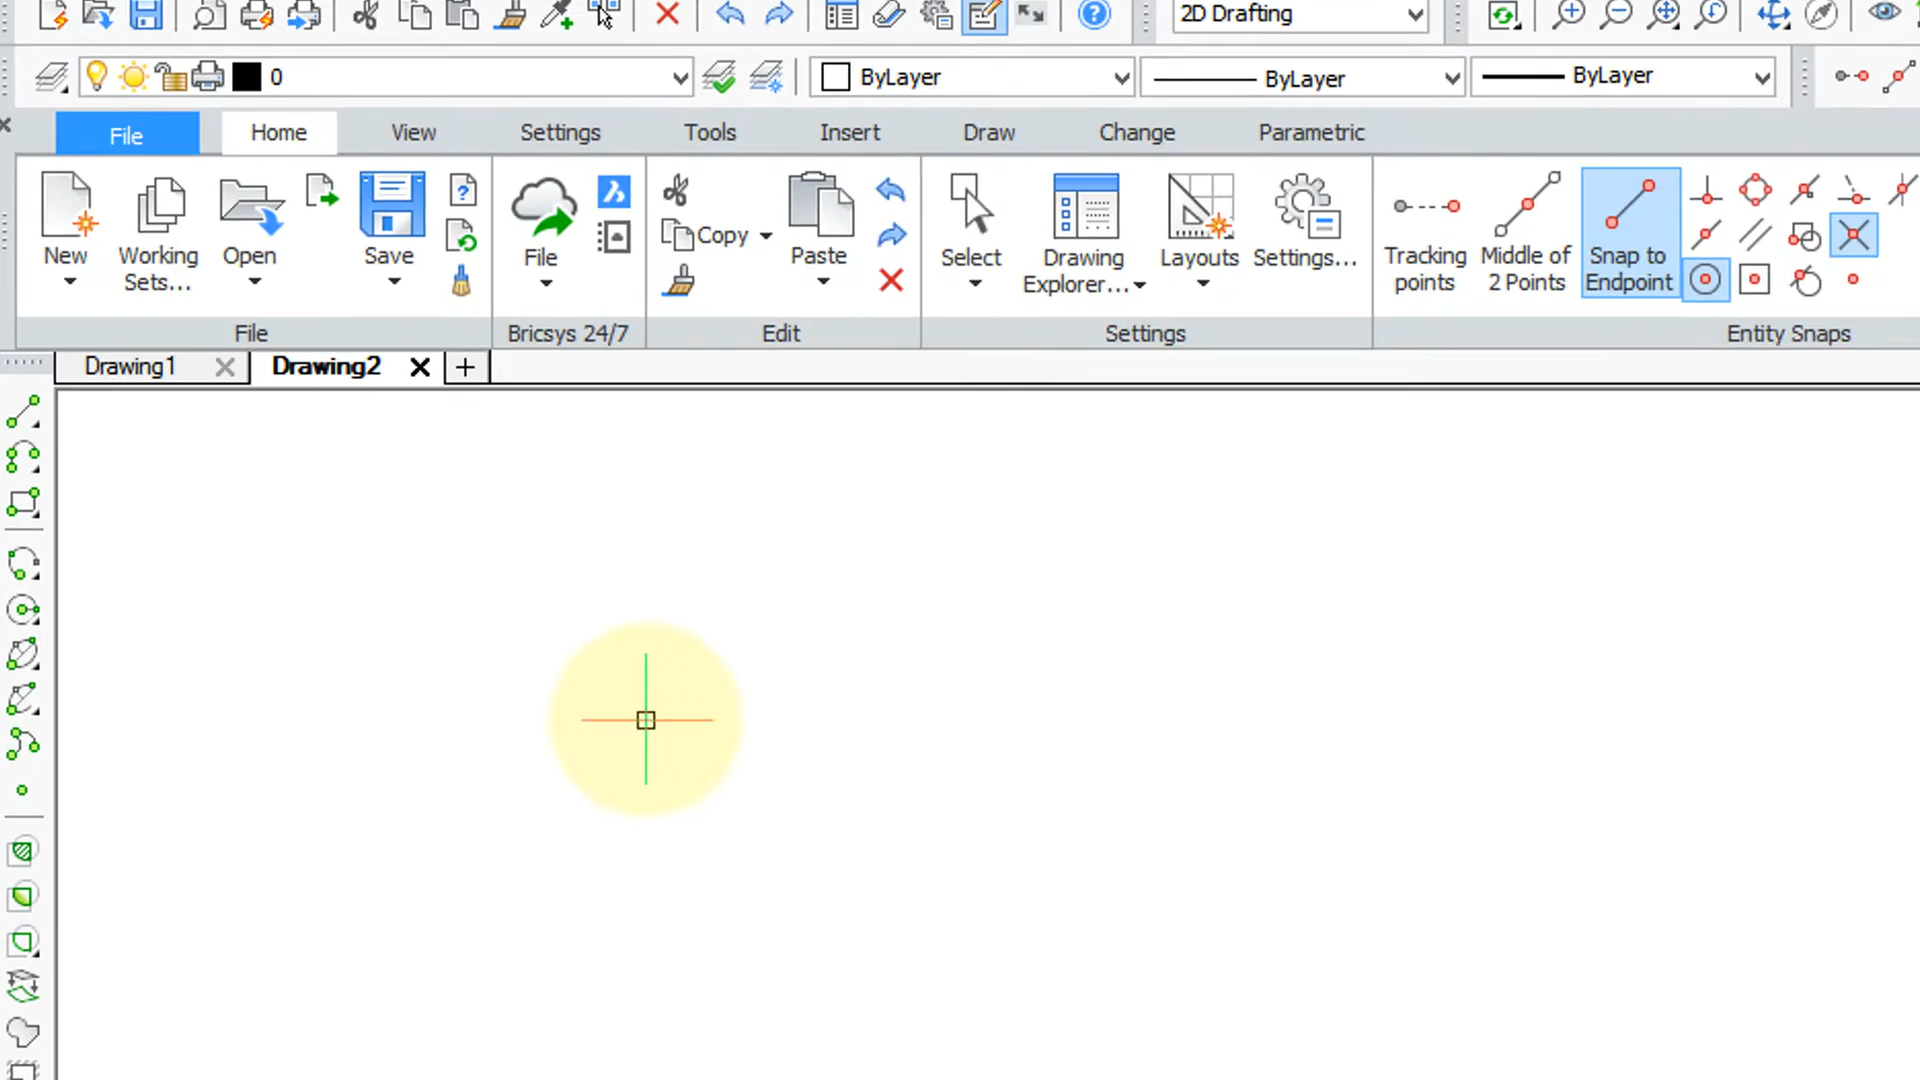 2D Drafting
0
ByLayer
ByLayer
ByLayer
File
Home
View
Settings
Tools
Insert
Draw
Change
Parametric
New
Working
Sets...
Open
Save
File
Copy
Paste
Select
Drawing
Explorer...
Layouts
Settings...
Tracking
points
Middle of
2 Points
Snap to
Endpoint
File
Bricsys 24/7
Edit
Settings
Entity Snaps
Drawing1
Drawing2